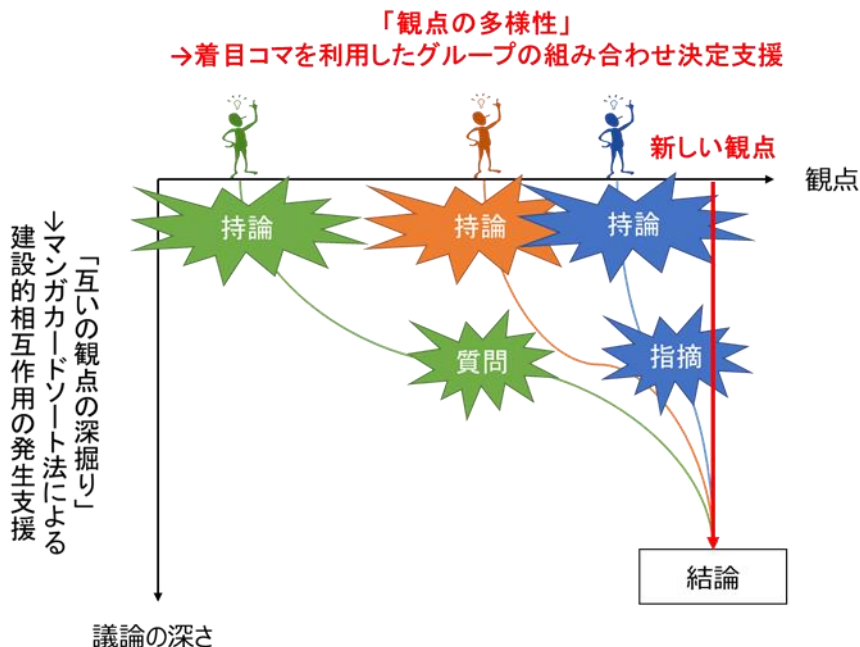 「観点の多様性」
→着目コマを利用したグループの組み合わせ決定支援
新しい観点
観点
持論
持論
持論
質問
指摘
「互いの観点の深掘り」
→マンガカードソート法による
建設的相互作用の発生支援
結論
議論の深さ